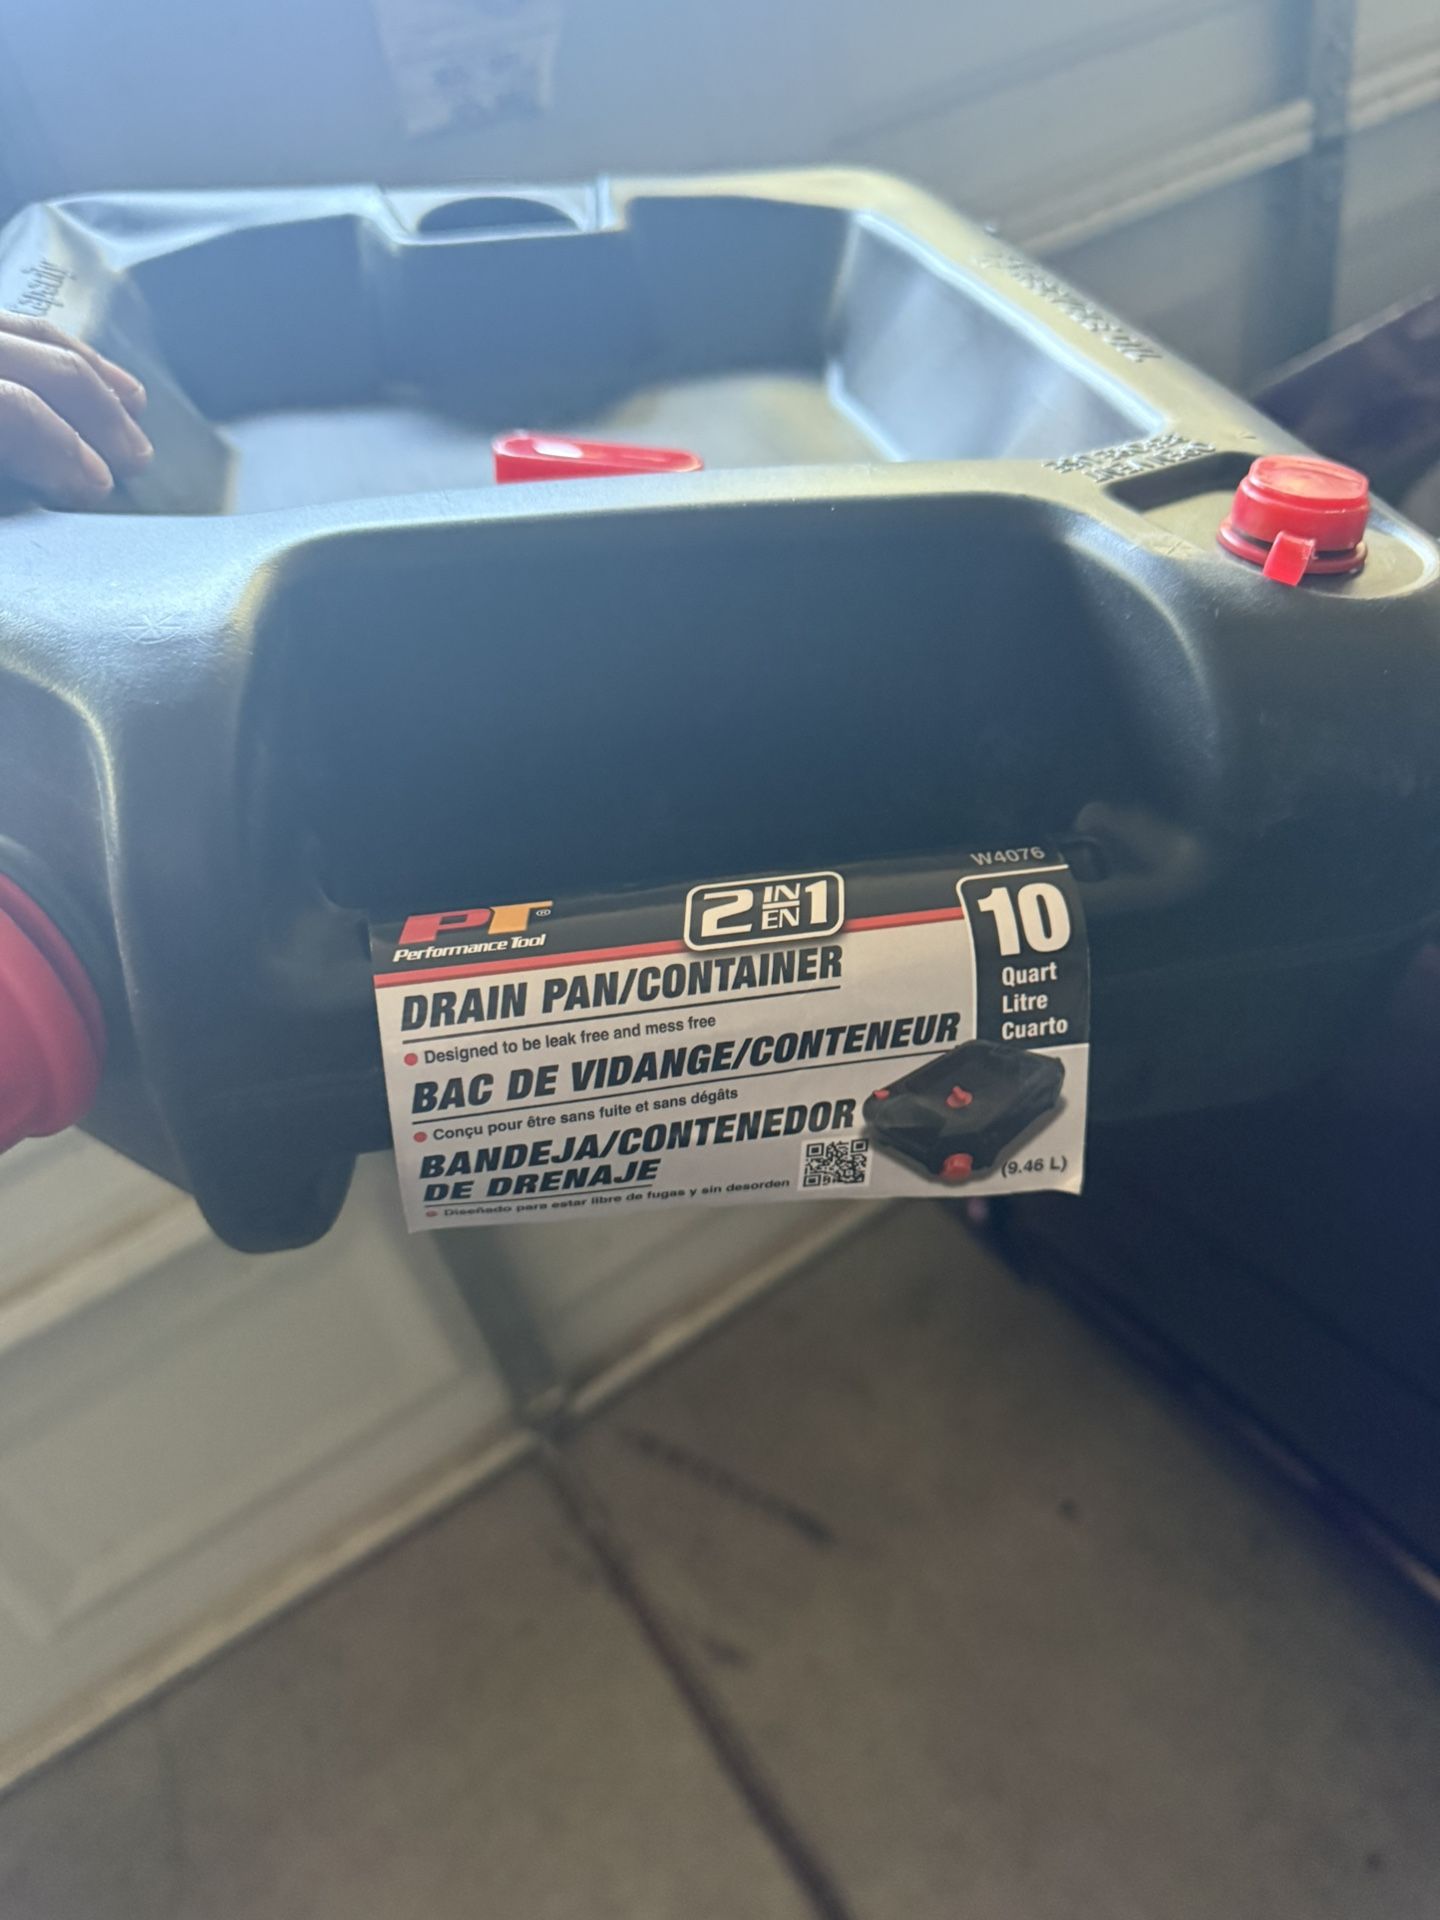 W4076
PT®
Performance Tool
2 IN EN 1
10
Quart
Litre
Cuarto
DRAIN PAN/CONTAINER
• Designed to be leak free and mess free
BAC DE VIDANGE/CONTENEUR
• Conçu pour être sans fuite et sans dégâts
BANDEJA/CONTENEDOR
DE DRENAJE
• Diseñado para estar libre de fugas y sin desorden
(9.46 L)